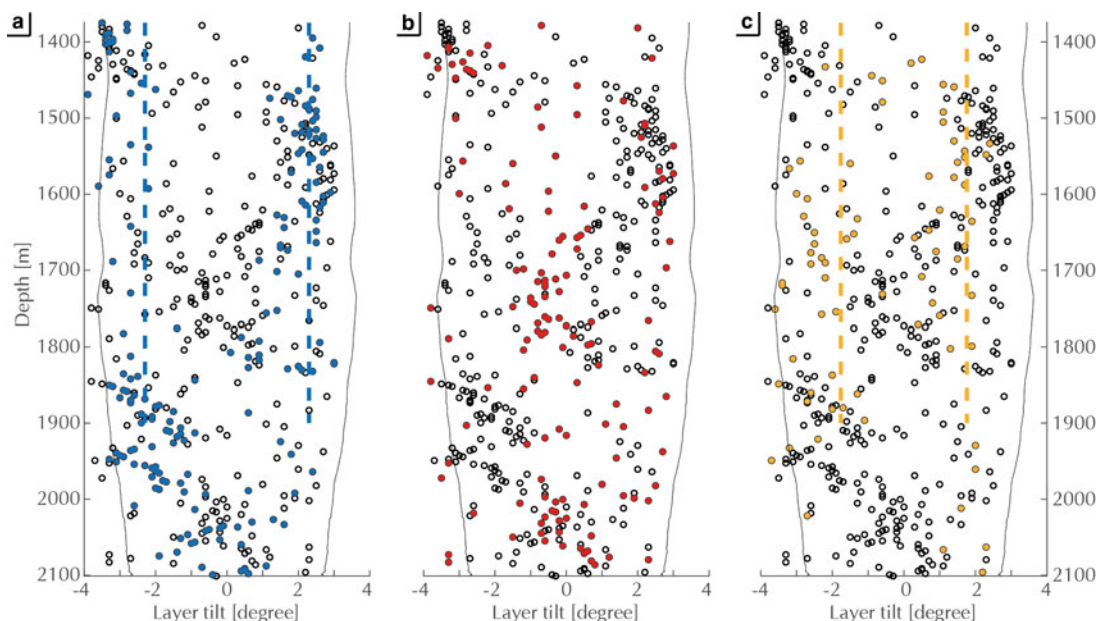 a b c
1400 1400
1500 1500
1600 1600
1700 1700
1800 1800
1900 1900
2000 2000
2100 2100
Depth [m]
-4 -2 0 2 4 -4 -2 0 2 4 -4 -2 0 2 4
Layer tilt [degree] Layer tilt [degree] Layer tilt [degree]